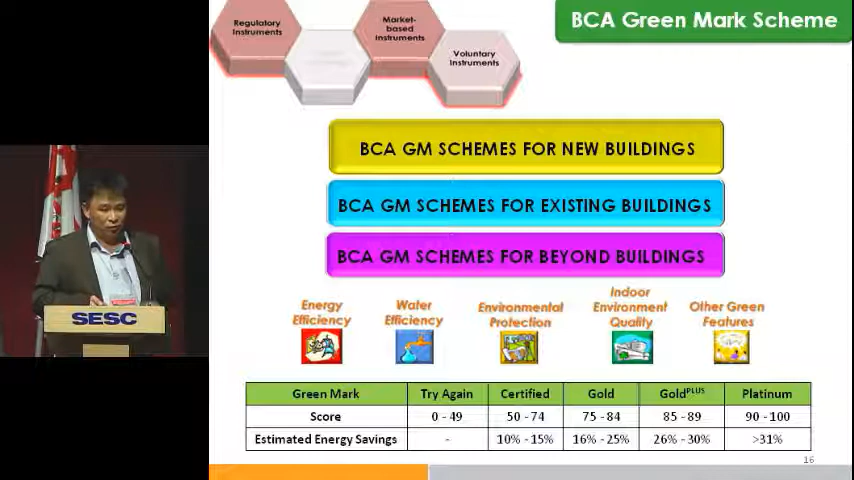 BCA Green Mark Scheme
Regulatory
Instruments
Market-
based
Instruments
Voluntary
Instruments
BCA GM SCHEMES FOR NEW BUILDINGS
BCA GM SCHEMES FOR EXISTING BUILDINGS
BCA GM SCHEMES FOR BEYOND BUILDINGS
Energy
Efficiency
Water
Efficiency
Environmental
Protection
Indoor
Environment
Quality
Other Green
Features
SESC
Green Mark Try Again Certified Gold GoldPLUS Platinum
Score 0 - 49 50 - 74 75 - 84 85 - 89 90 - 100
Estimated Energy Savings - 10% - 15% 16% - 25% 26% - 30% >31%
16